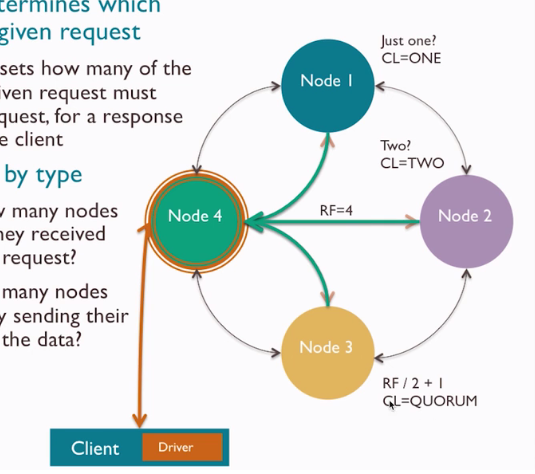 termines which
given request
sets how many of the
iven request must
quest, for a response
e client
by type
w many nodes
hey received
request?
many nodes
y sending their
the data?
Just one?
CL=ONE
Node 1
Two?
CL=TWO
Node 4
RF=4
Node 2
Node 3
RF / 2 + 1
CL=QUORUM
Client
Driver